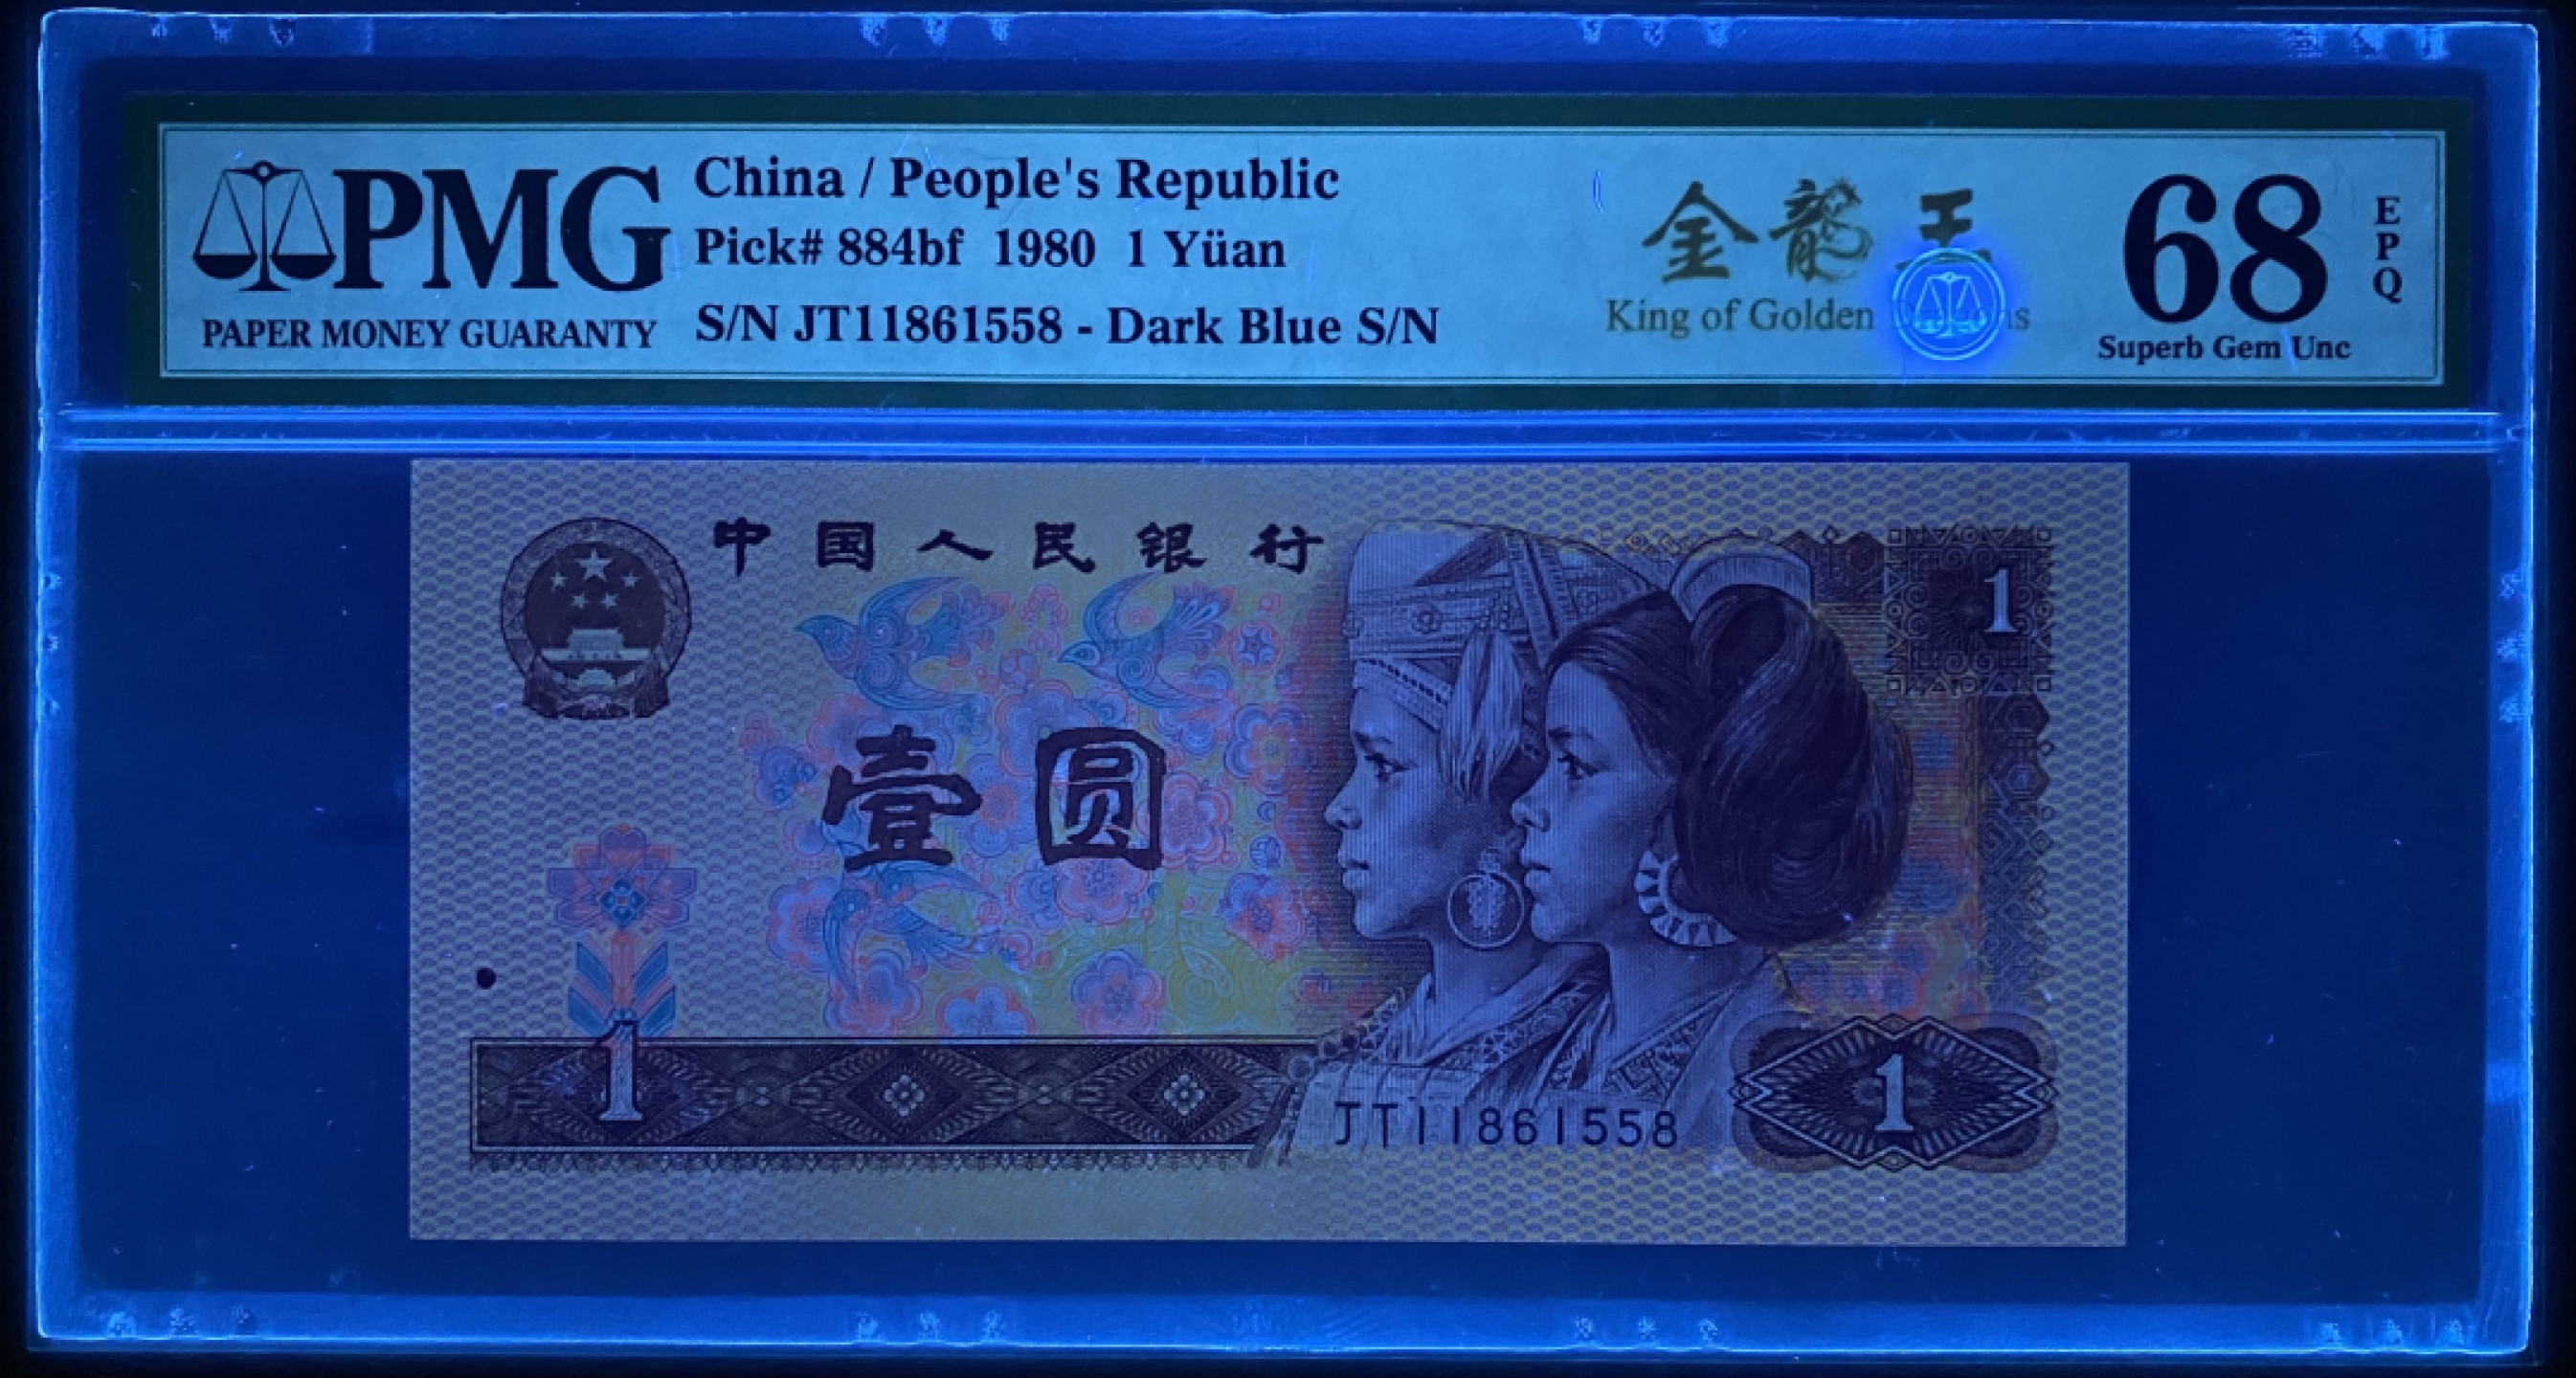 PMG
PAPER MONEY GUARANTY
China / People's Republic
Pick# 884bf 1980 1 Yüan
S/N JT11861558 - Dark Blue S/N
金龍王
King of Golden
68
EPQ
Superb Gem Unc
中国人民银行
1
壹圆
1
JT11861558
1